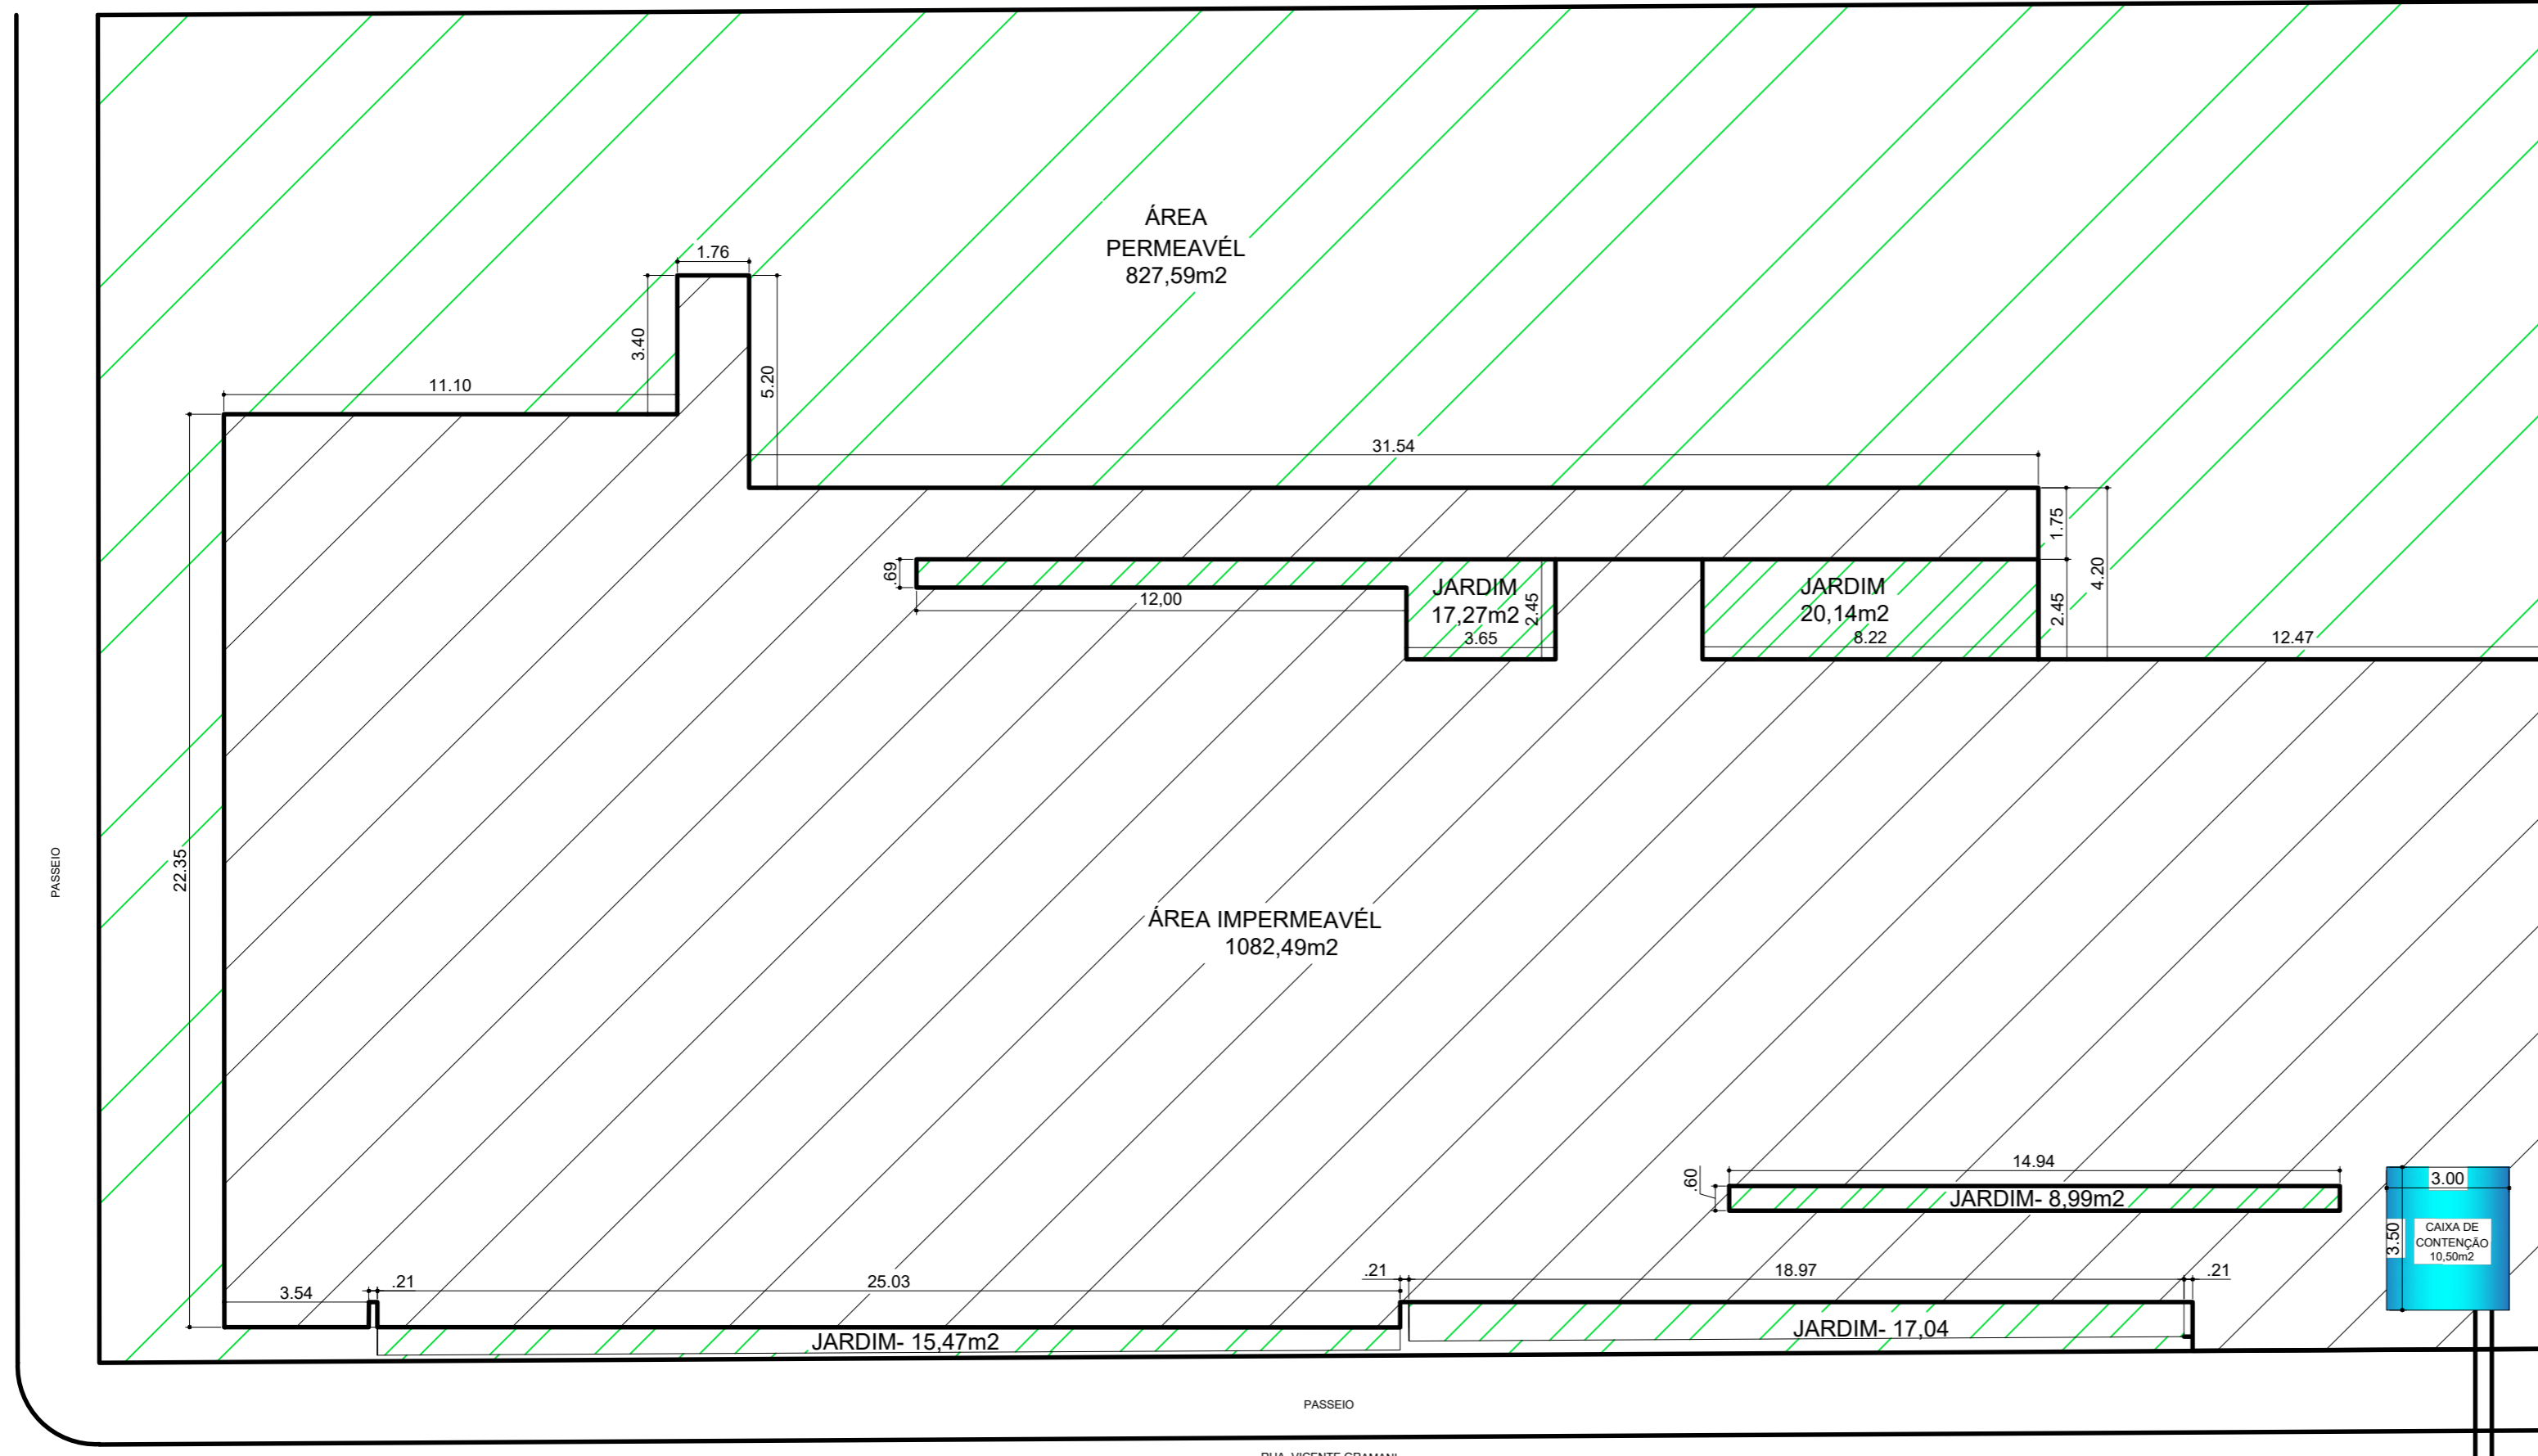 ÁREA
PERMEAVÉL
827,59m2
1.76
3.40
5.20
11.10
31.54
1.75
4.20
2.45
.69
12,00
JARDIM
17,27m2
2.45
3.65
JARDIM
20,14m2
8.22
12.47
22.35
PASSEIO
ÁREA IMPERMEAVÉL
1082,49m2
14.94
.60
JARDIM- 8,99m2
3.00
3.50
CAIXA DE
CONTENÇÃO
10,50m2
3.54
.21
25.03
.21
18.97
.21
JARDIM- 15,47m2
JARDIM- 17,04
PASSEIO
RUA VICENTE GRAMANI